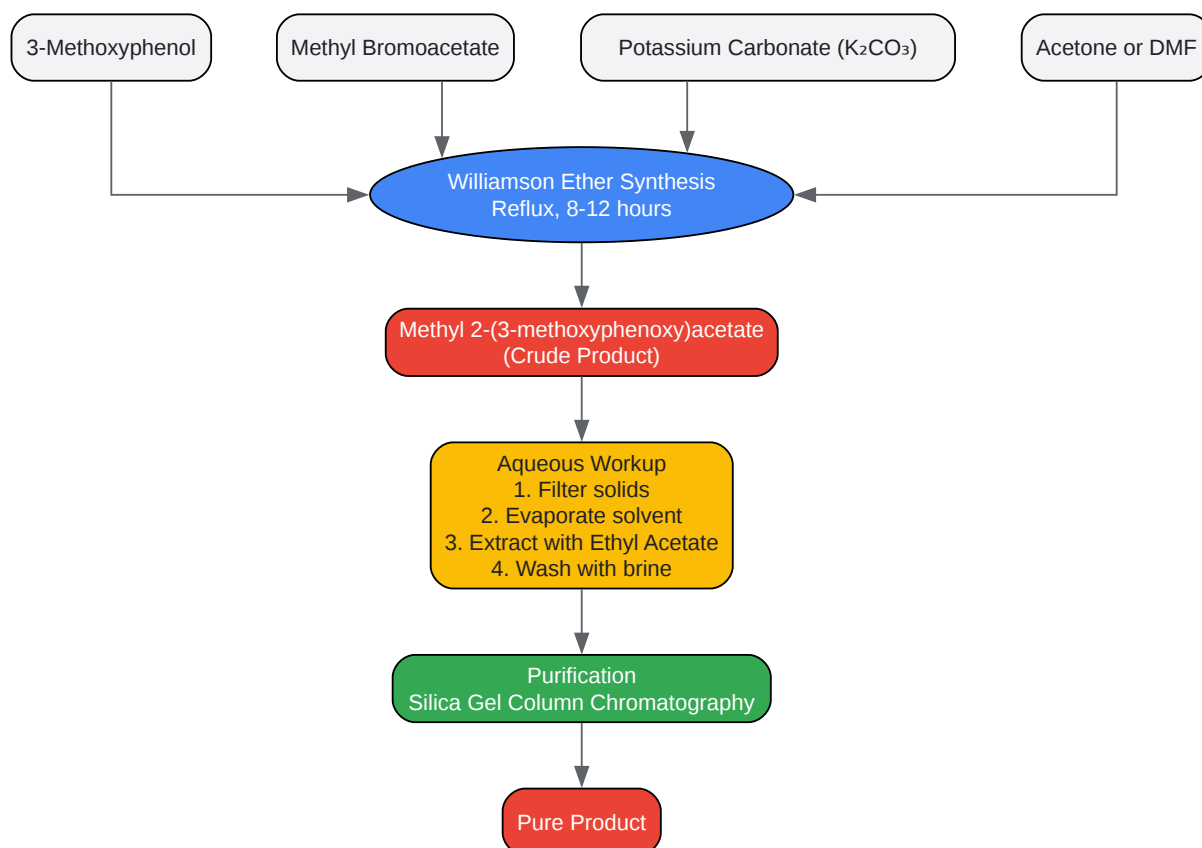 3-Methoxyphenol
Methyl Bromoacetate
Potassium Carbonate (K₂CO₃)
Acetone or DMF
Williamson Ether Synthesis
Reflux, 8-12 hours
Methyl 2-(3-methoxyphenoxy)acetate
(Crude Product)
Aqueous Workup
1. Filter solids
2. Evaporate solvent
3. Extract with Ethyl Acetate
4. Wash with brine
Purification
Silica Gel Column Chromatography
Pure Product